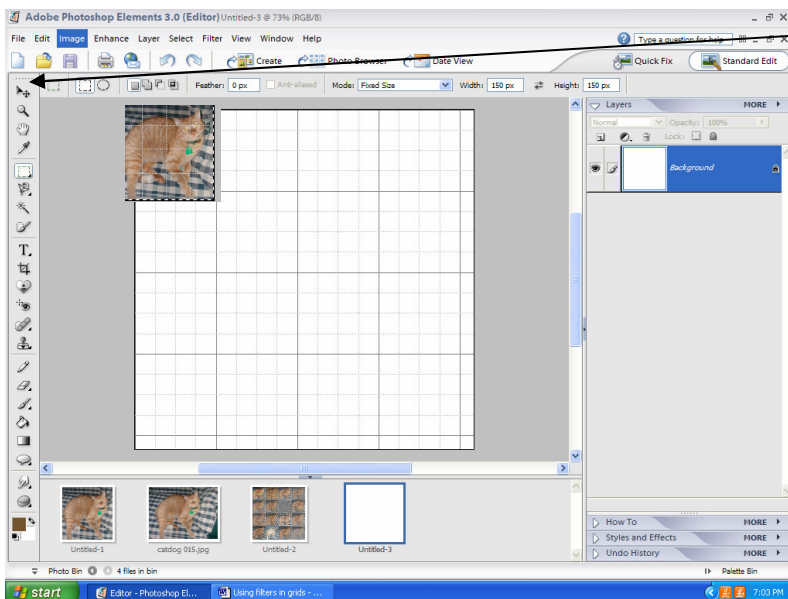 Adobe Photoshop Elements 3.0 (Editor) Untitled-3 @ 73% (RGB/8)
File Edit Image Enhance Layer Select Filter View Window Help Type a question for help
Create Photo Browser Date View Quick Fix Standard Edit
Feather: 0 px Anti-aliased Mode: Fixed Size Width: 150 px Height: 150 px
Layers MORE
Normal Opacity: 100%
Lock:
Background
T
Untitled-1 catdog 015.jpg Untitled-2 Untitled-3
How To MORE
Styles and Effects MORE
Undo History MORE
Photo Bin 4 files in bin Palette Bin
start Editor - Photoshop El... Using filters in grids - ... 7:03 PM